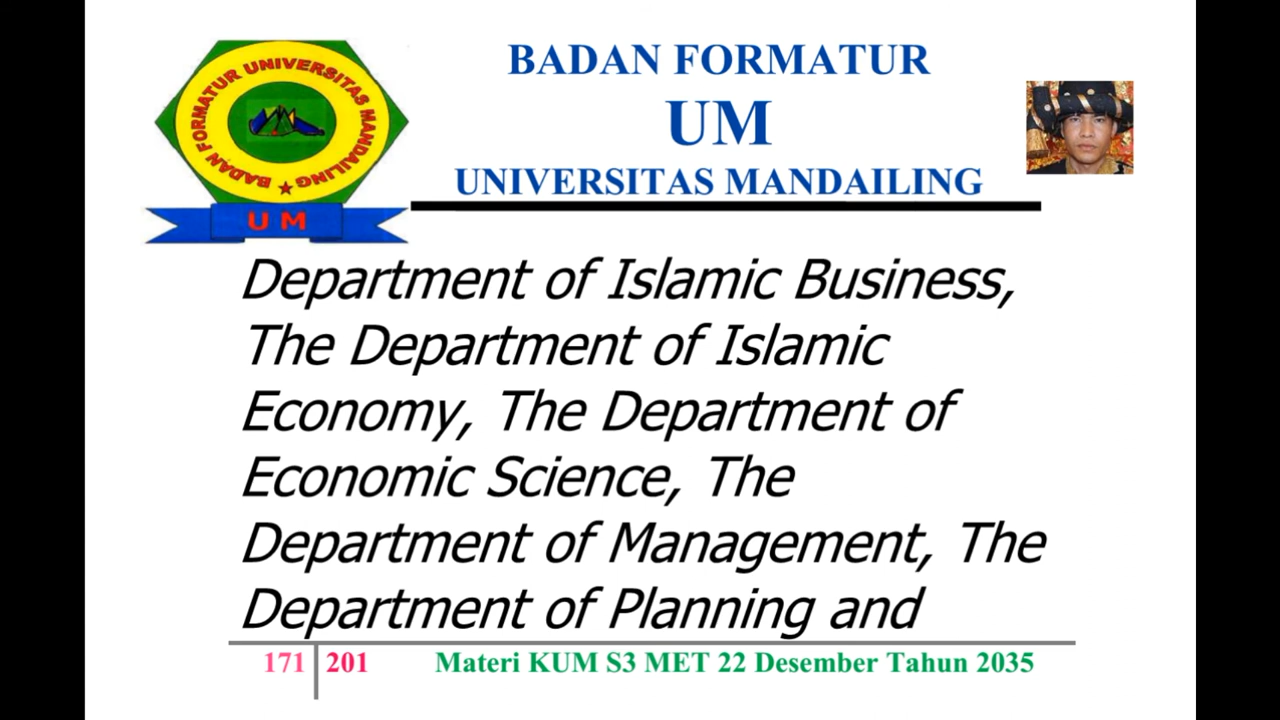 BADAN FORMATUR UNIVERSITAS MANDAILING
U M
BADAN FORMATUR
UM
UNIVERSITAS MANDAILING
Department of Islamic Business,
The Department of Islamic
Economy, The Department of
Economic Science, The
Department of Management, The
Department of Planning and
171 201 Materi KUM S3 MET 22 Desember Tahun 2035